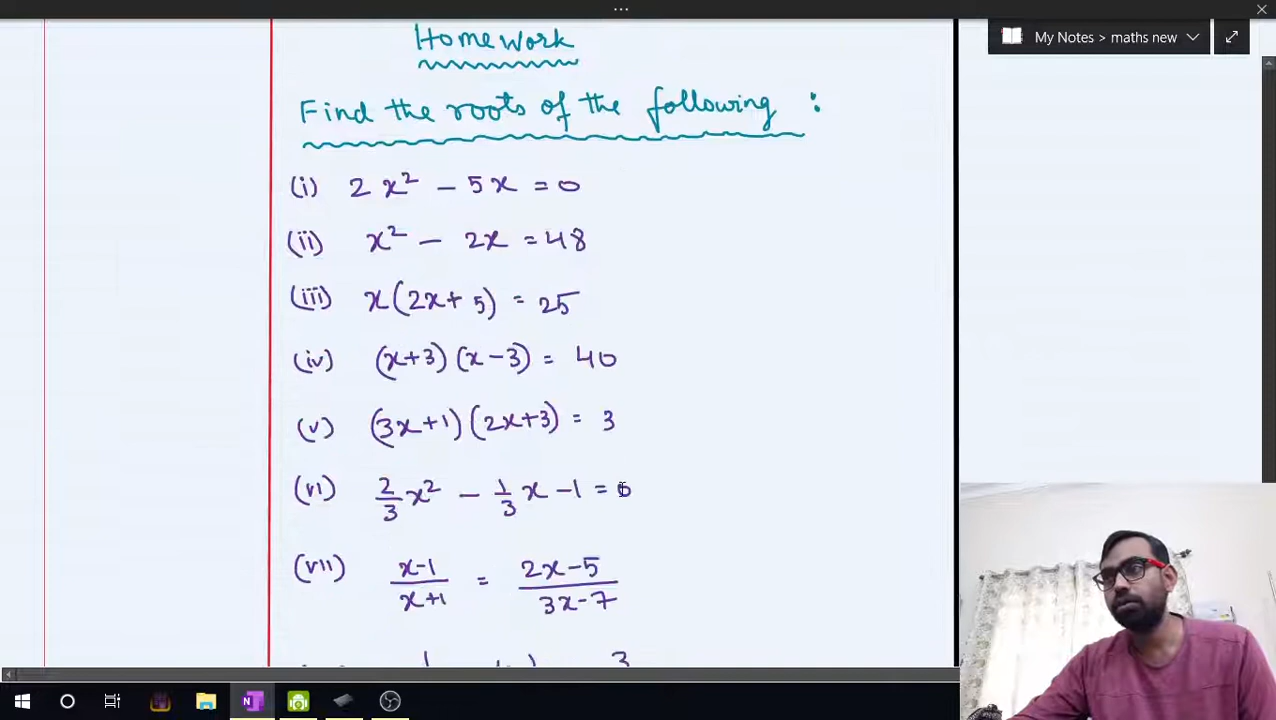 My Notes > maths new
Homework
Find the roots of the following :
(i) 2x² - 5x = 0
(ii) x² - 2x = 48
(iii) x(2x+5) = 25
(iv) (x+3)(x-3) = 40
(v) (3x+1)(2x+3) = 3
(vi) 2/3 x² - 1/3 x - 1 = 0
(vii) x-1/x+1 = 2x-5/3x-7